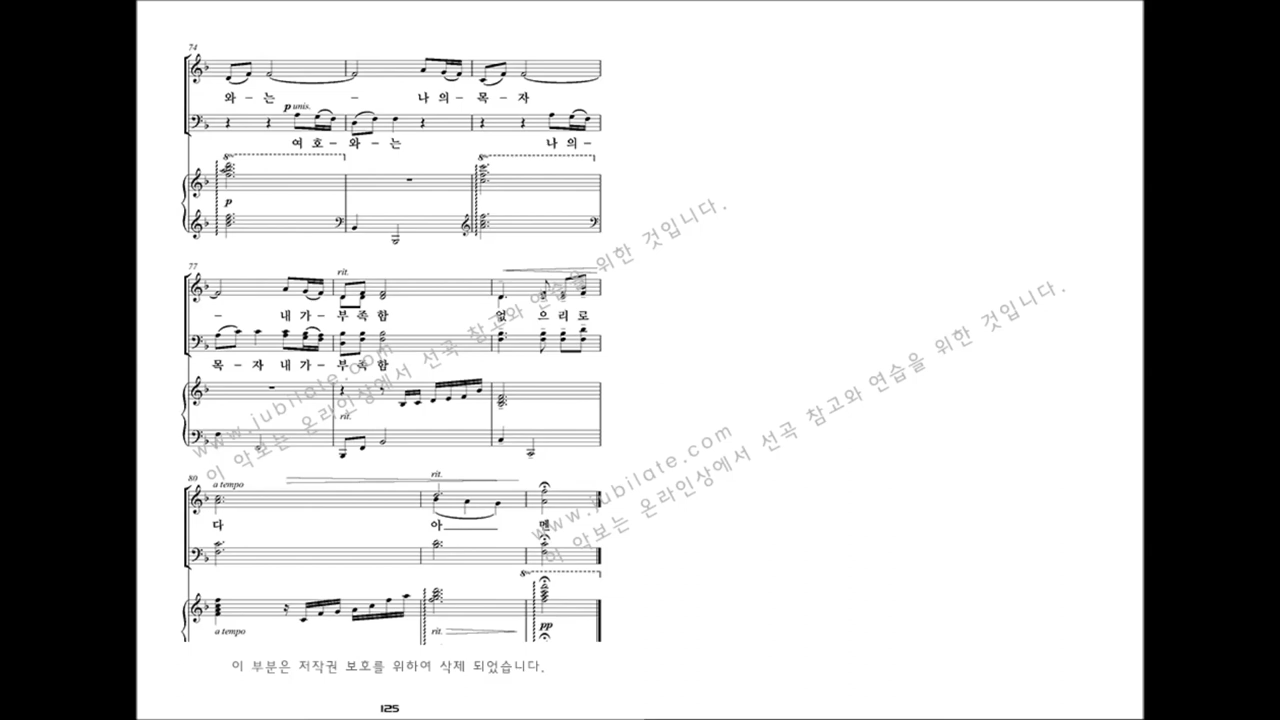 74
와 - 는 - 나 의 - 목 - 자
p unis.
여 호 - 와 - 는 나 의 -
8va
8va
p
77
rit.
- 내 가 - 부 족 함 없 으 리 로
목 - 자 내 가 - 부 족 함
rit.
www.jubilate.com
이 악보는 온라인상에서 선곡 참고와 연습을 위한 것입니다.
80
a tempo
rit.
다 아 멘
8va
a tempo
rit.
pp
www.jubilate.com
이 악보는 온라인상에서 선곡 참고와 연습을 위한 것입니다.
이 부분은 저작권 보호를 위하여 삭제 되었습니다.
125